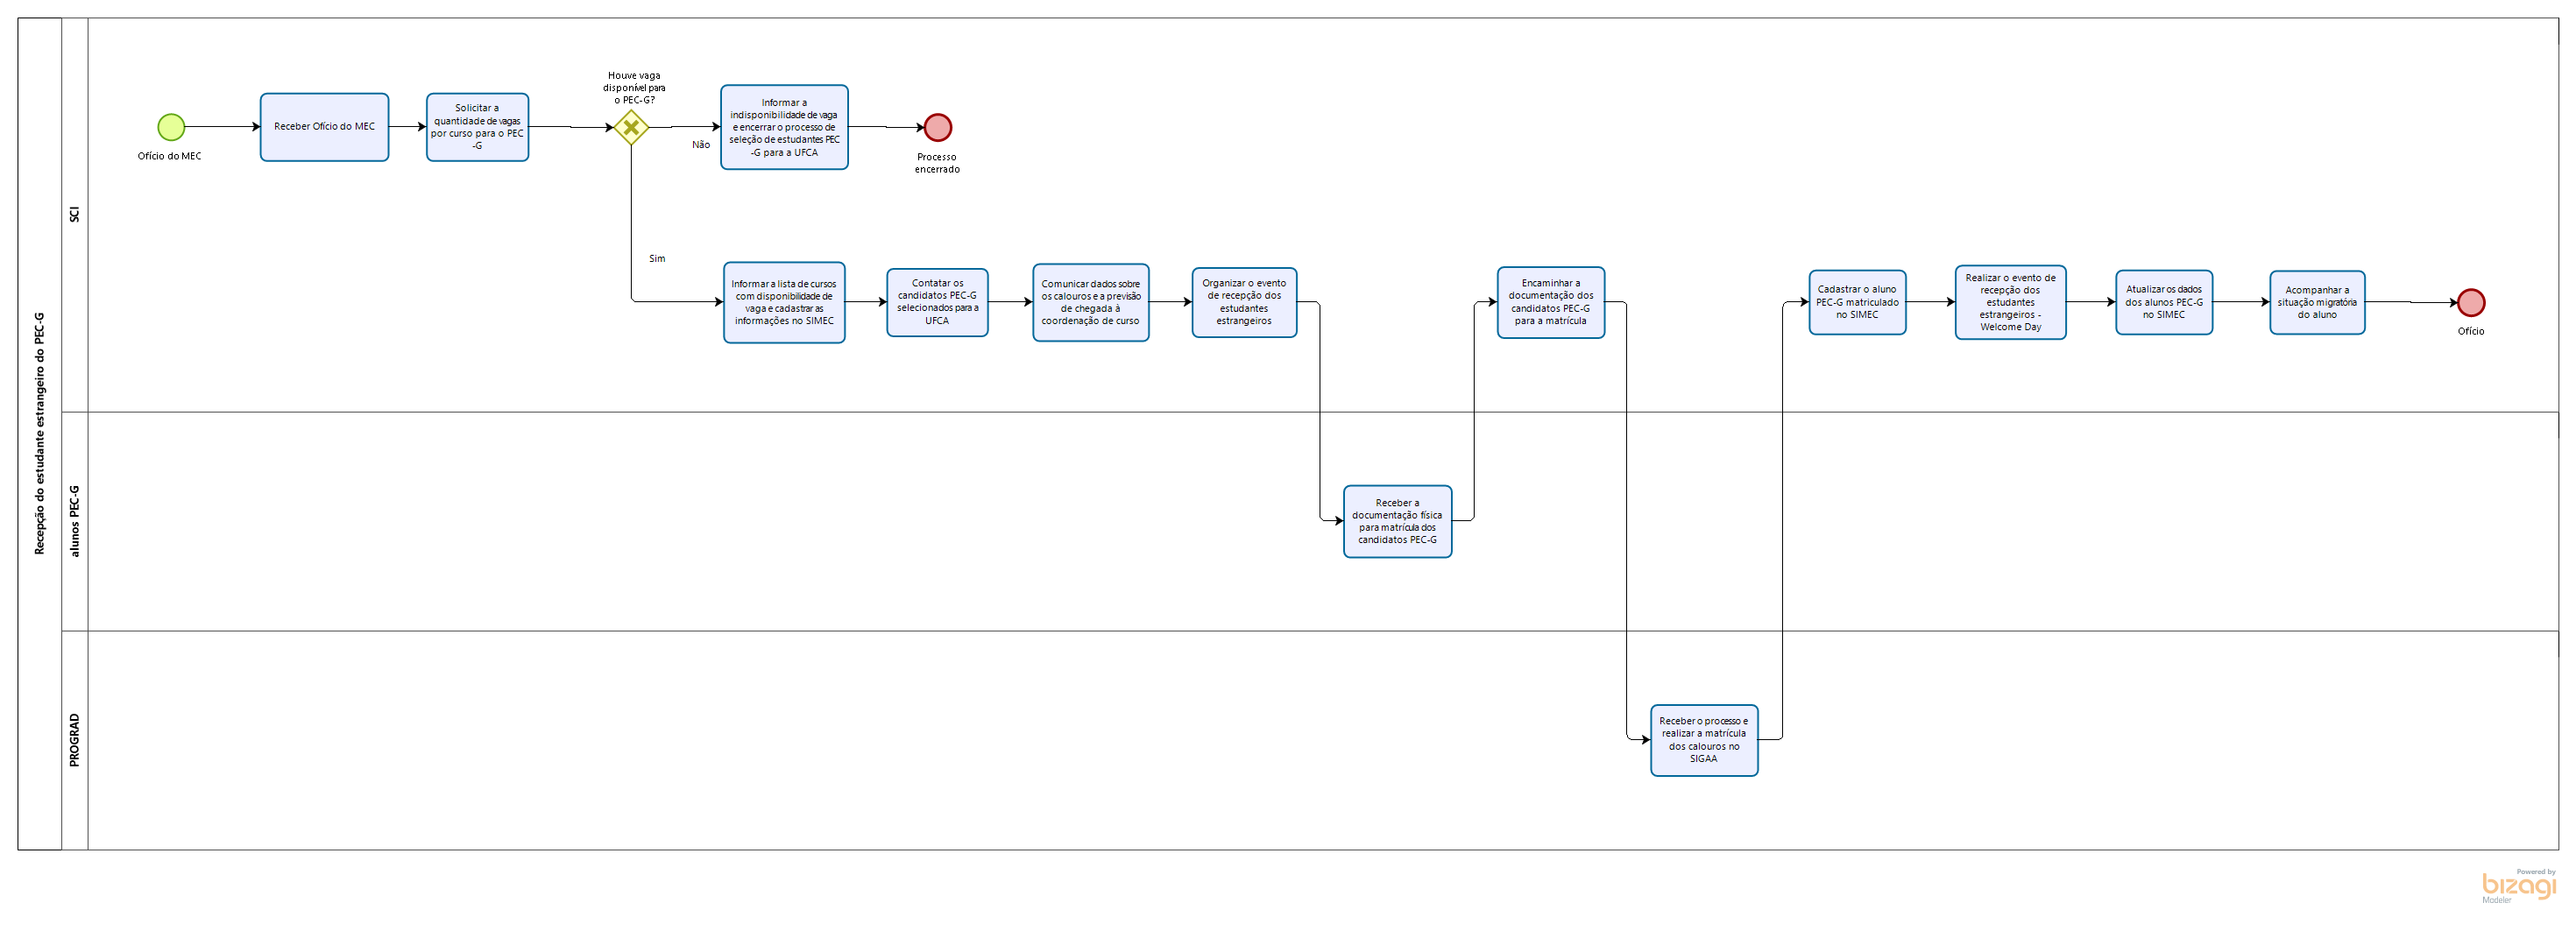 Recepção do estudante estrangeiro do PEC-G
SCI
Ofício do MEC
Receber Ofício do MEC
Solicitar a
quantidade de vagas
por curso para o PEC
-G
Houve vaga
disponível para
o PEC-G?
Não
Informar a
indisponibilidade de vaga
e encerrar o processo de
seleção de estudantes PEC
-G para a UFCA
Processo
encerrado
Sim
Informar a lista de cursos
com disponibilidade de
vaga e cadastrar as
informações no SIMEC
Contatar os
candidatos PEC-G
selecionados para a
UFCA
Comunicar dados sobre
os calouros e a previsão
de chegada à
coordenação de curso
Organizar o evento
de recepção dos
estudantes
estrangeiros
Encaminhar a
documentação dos
candidatos PEC-G
para a matrícula
Cadastrar o aluno
PEC-G matriculado
no SIMEC
Realizar o evento de
recepção dos
estudantes
estrangeiros -
Welcome Day
Atualizar os dados
dos alunos PEC-G
no SIMEC
Acompanhar a
situação migratória
do aluno
Ofício
alunos PEC-G
Receber a
documentação física
para matrícula dos
candidatos PEC-G
PROGRAD
Receber o processo e
realizar a matrícula
dos calouros no
SIGAA
Powered by
bizagi
Modeler